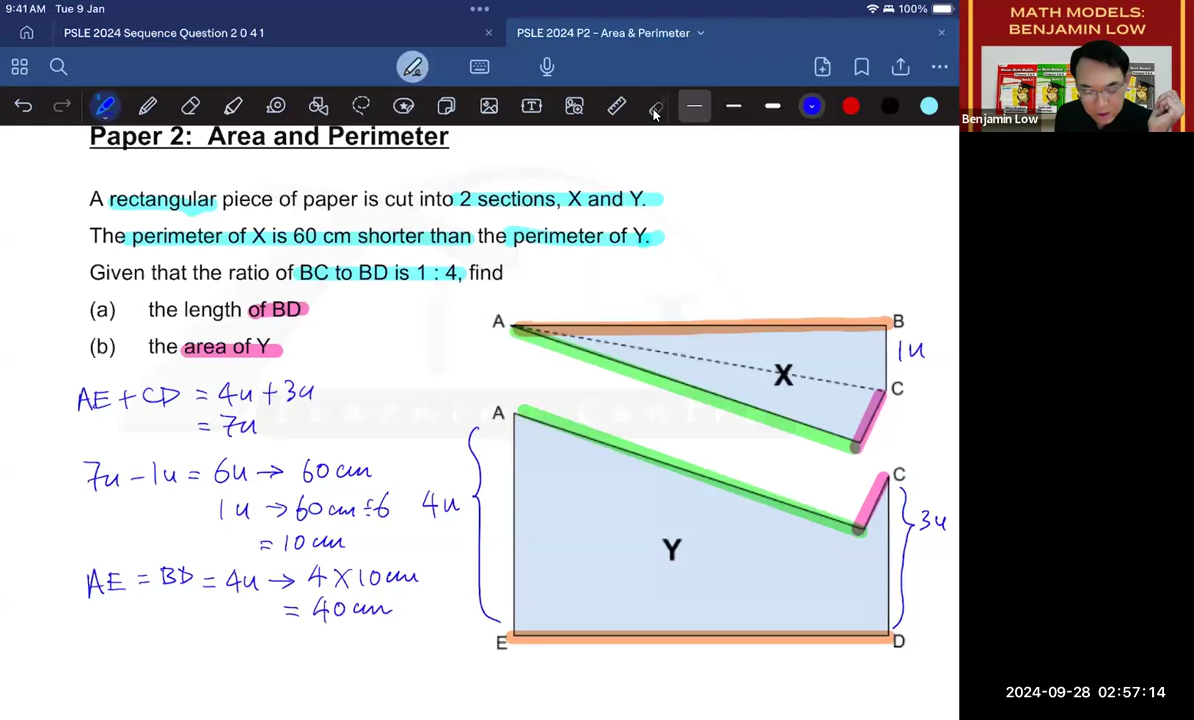 9:41 AM Tue 9 Jan
100%
MATH MODELS:
BENJAMIN LOW
PSLE 2024 Sequence Question 2 0 4 1
PSLE 2024 P2 – Area & Perimeter
Benjamin Low
Paper 2: Area and Perimeter
A rectangular piece of paper is cut into 2 sections, X and Y.
The perimeter of X is 60 cm shorter than the perimeter of Y.
Given that the ratio of BC to BD is 1 : 4, find
(a) the length of BD
(b) the area of Y
A
B
1u
X
C
AE + CD = 4u + 3u
= 7u
A
7u - 1u = 6u → 60 cm
C
1u → 60 cm ÷ 6
4u
3u
= 10 cm
Y
AE = BD = 4u → 4 × 10 cm
= 40 cm
E
D
2024-09-28 02:57:14